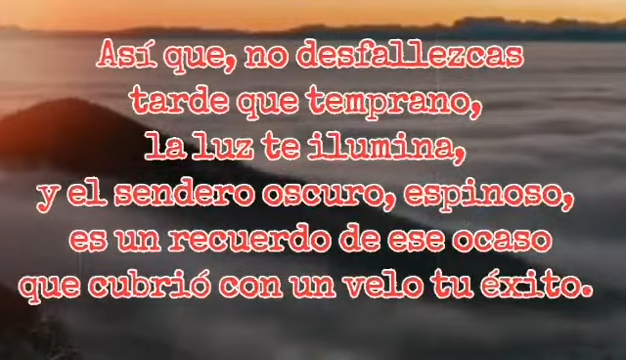 Así que, no desfallezcas
tarde que temprano,
la luz te ilumina,
y el sendero oscuro, espinoso,
es un recuerdo de ese ocaso
que cubrió con un velo tu éxito.